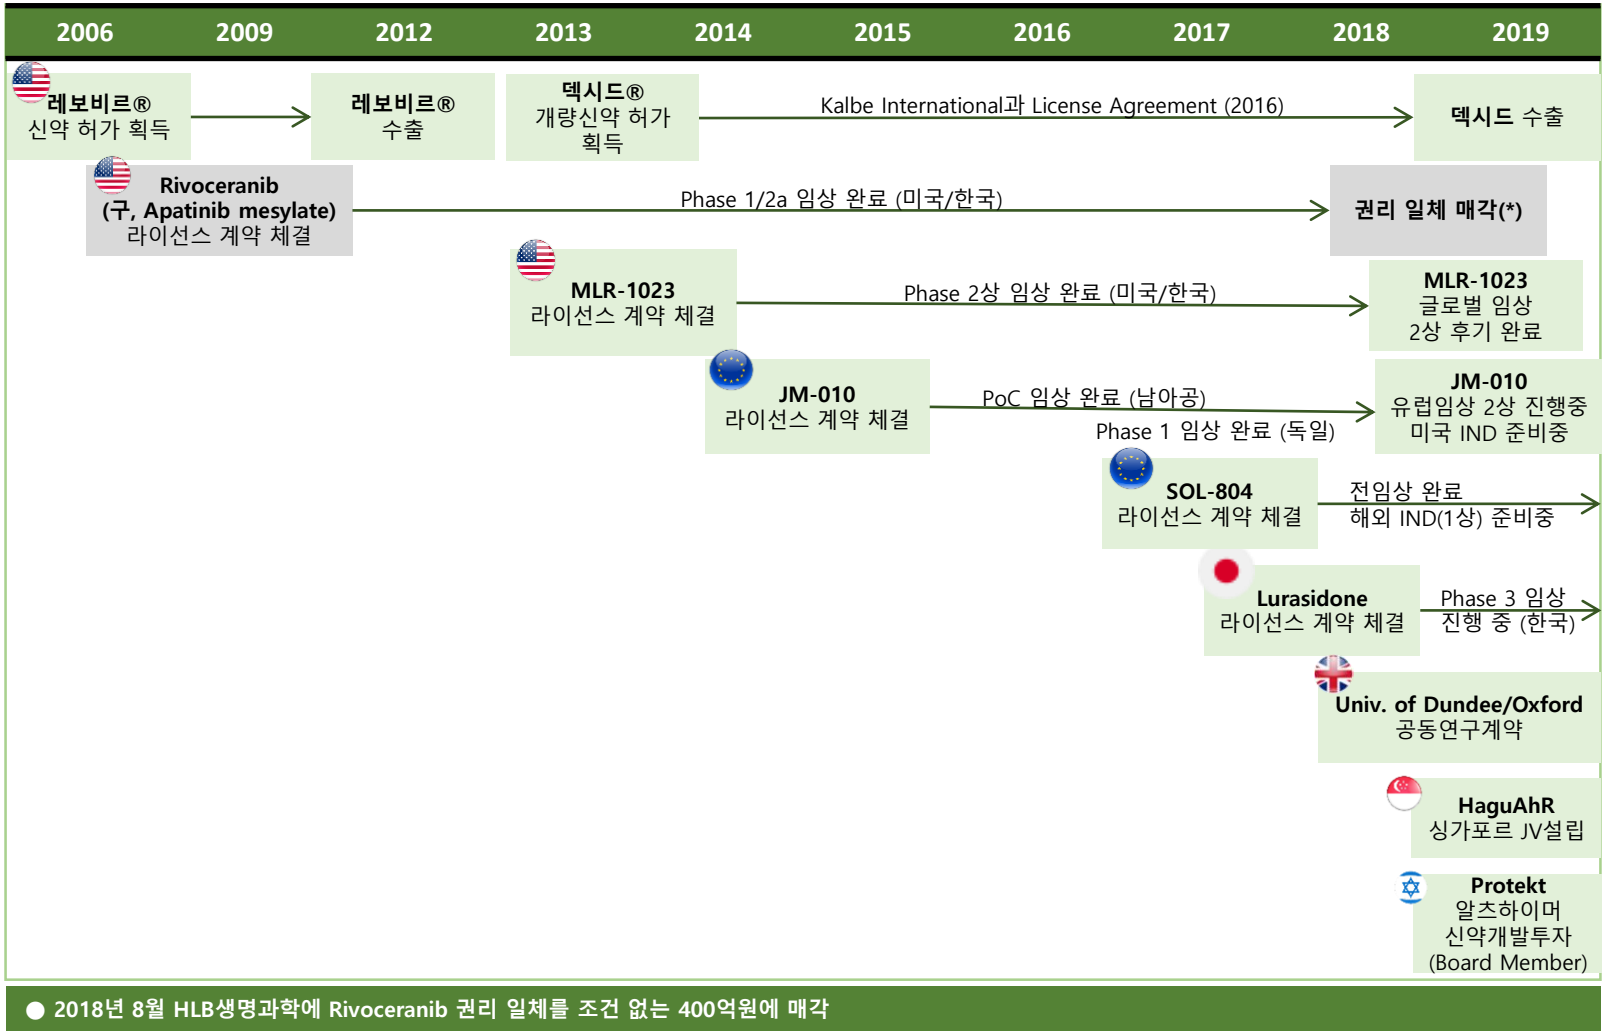 2006 2009 2012 2013 2014 2015 2016 2017 2018 2019
레보비르®
신약 허가 획득
레보비르®
수출
덱시드®
개량신약 허가
획득
Kalbe International과 License Agreement (2016)
덱시드 수출
Rivoceranib
(구, Apatinib mesylate)
라이선스 계약 체결
Phase 1/2a 임상 완료 (미국/한국)
권리 일체 매각(*)
MLR-1023
라이선스 계약 체결
Phase 2상 임상 완료 (미국/한국)
MLR-1023
글로벌 임상
2상 후기 완료
JM-010
라이선스 계약 체결
PoC 임상 완료 (남아공)
Phase 1 임상 완료 (독일)
JM-010
유럽임상 2상 진행중
미국 IND 준비중
SOL-804
라이선스 계약 체결
전임상 완료
해외 IND(1상) 준비중
Lurasidone
라이선스 계약 체결
Phase 3 임상
진행 중 (한국)
Univ. of Dundee/Oxford
공동연구계약
HaguAhR
싱가포르 JV설립
Protekt
알츠하이머
신약개발투자
(Board Member)
● 2018년 8월 HLB생명과학에 Rivoceranib 권리 일체를 조건 없는 400억원에 매각